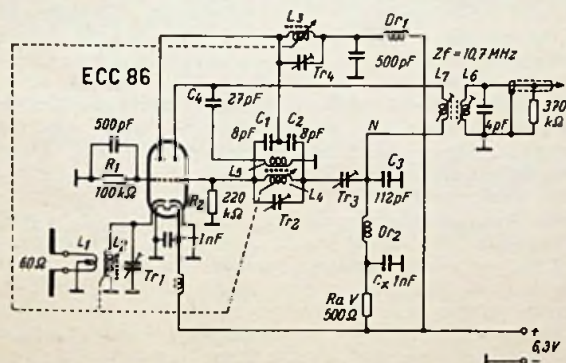 L3
Dr1
Zf = 10,7 MHz
ECC 86
Tr4
500pF
L7
L6
C4
27pF
500pF
C1
C2
8pF
8pF
N
4pF
370
kΩ
R1
100kΩ
L5
L4
C3
R2
220
kΩ
Tr2
Tr3
112pF
1nF
Dr2
L1
L2
60Ω
Tr1
Cx
1nF
Ra V
500Ω
+
6,3V
−